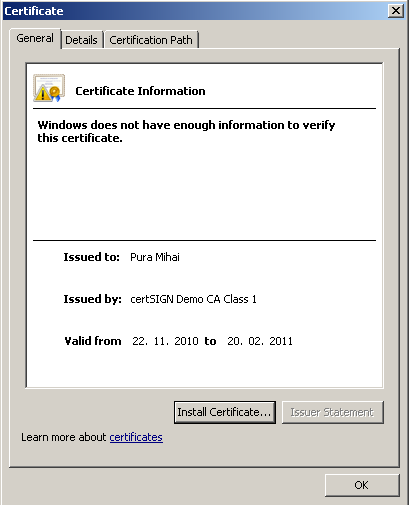 Certificate
General Details Certification Path
Certificate Information
Windows does not have enough information to verify
this certificate.
Issued to: Pura Mihai
Issued by: certSIGN Demo CA Class 1
Valid from 22. 11. 2010 to 20. 02. 2011
Install Certificate... Issuer Statement
Learn more about certificates
OK